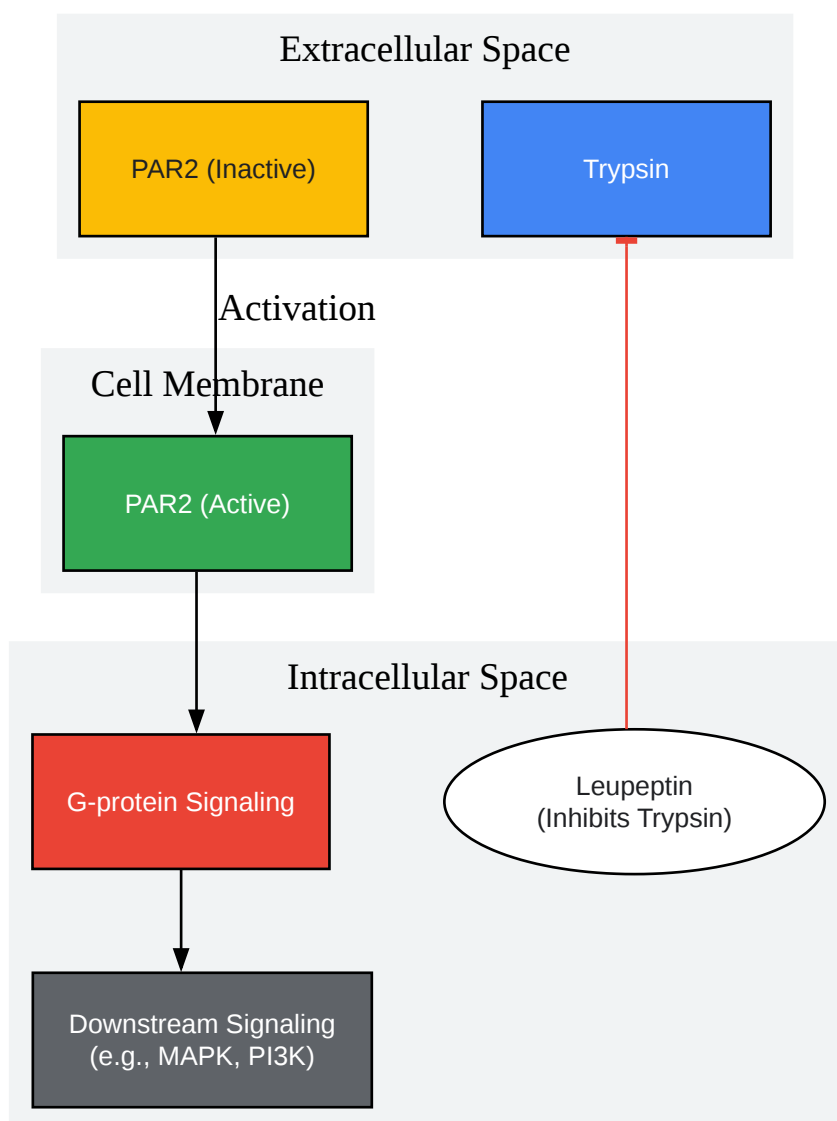 Extracellular Space
PAR2 (Inactive)
Trypsin
Activation
Cell Membrane
PAR2 (Active)
Intracellular Space
G-protein Signaling
Leupeptin
(Inhibits Trypsin)
Downstream Signaling
(e.g., MAPK, PI3K)